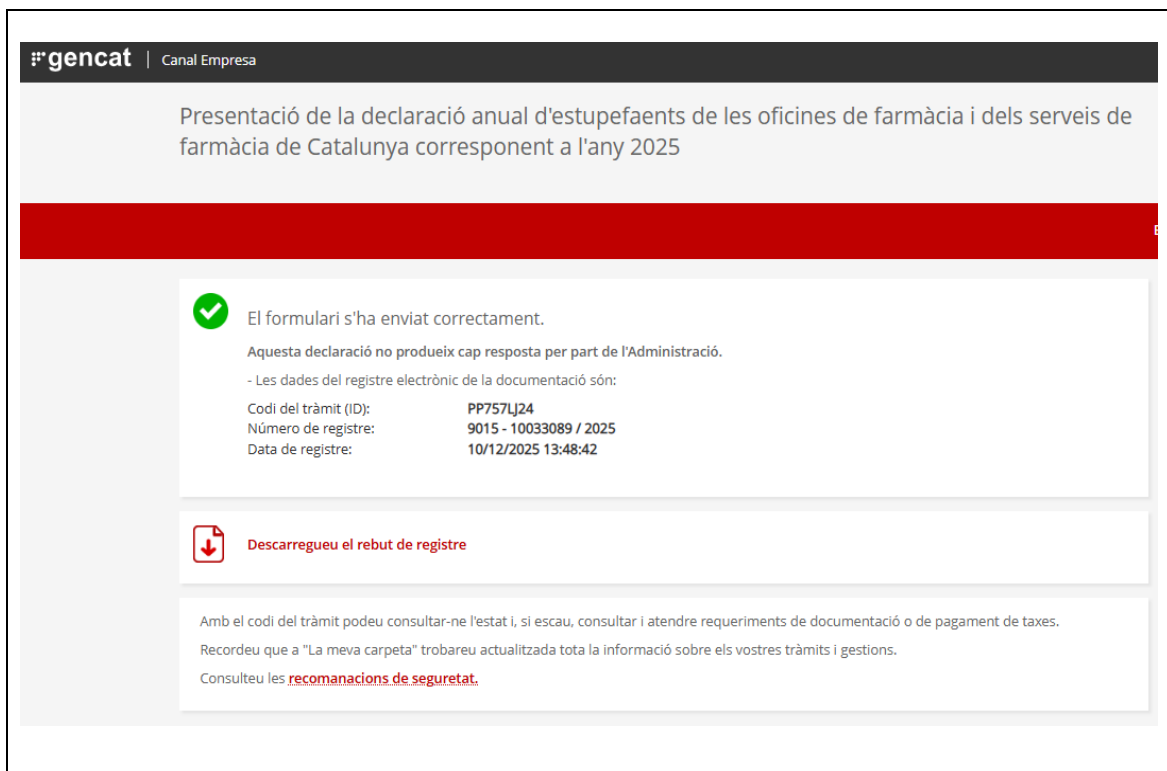 gencat | Canal Empresa
Presentació de la declaració anual d'estupefaents de les oficines de farmàcia i dels serveis de
farmàcia de Catalunya corresponent a l'any 2025
El formulari s'ha enviat correctament.
Aquesta declaració no produeix cap resposta per part de l'Administració.
- Les dades del registre electrònic de la documentació són:
Codi del tràmit (ID): PP757LJ24
Número de registre: 9015 - 10033089 / 2025
Data de registre: 10/12/2025 13:48:42
Descarregueu el rebut de registre
Amb el codi del tràmit podeu consultar-ne l'estat i, si escau, consultar i atendre requeriments de documentació o de pagament de taxes.
Recordeu que a "La meva carpeta" trobareu actualitzada tota la informació sobre els vostres tràmits i gestions.
Consulteu les recomanacions de seguretat.